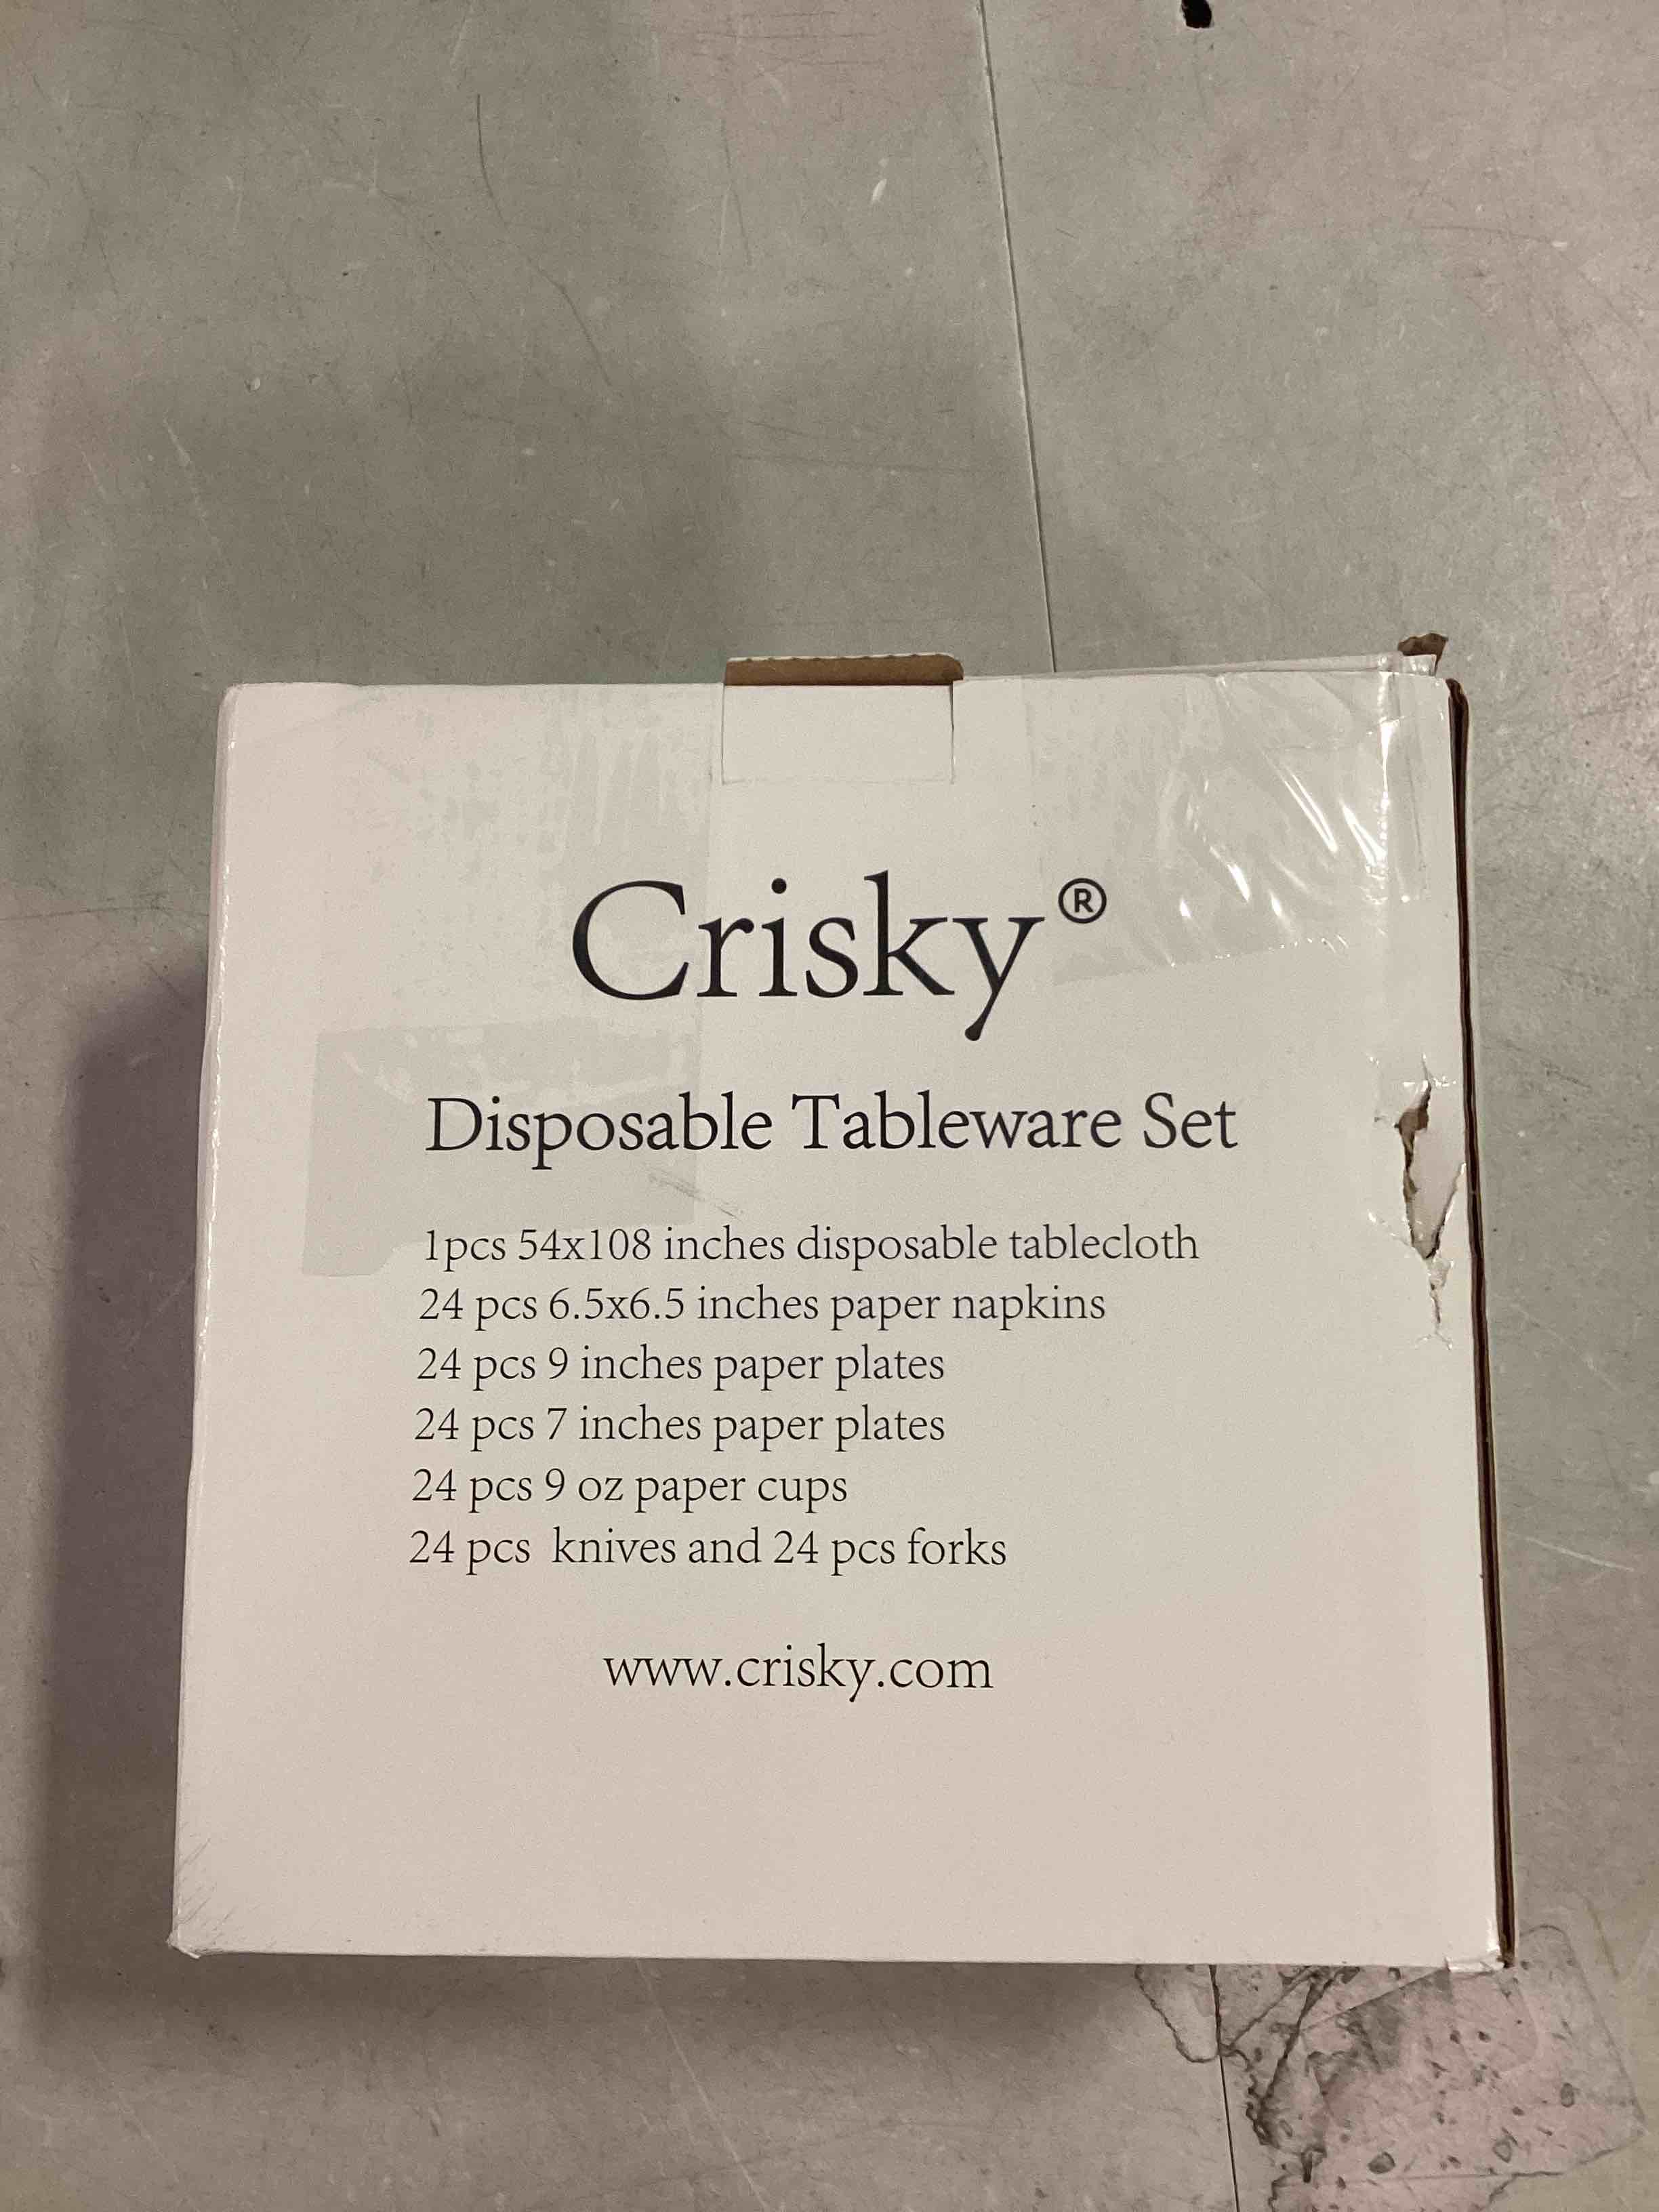 Crisky®
Disposable Tableware Set
1pcs 54x108 inches disposable tablecloth
24 pcs 6.5x6.5 inches paper napkins
24 pcs 9 inches paper plates
24 pcs 7 inches paper plates
24 pcs 9 oz paper cups
24 pcs  knives and 24 pcs forks
www.crisky.com